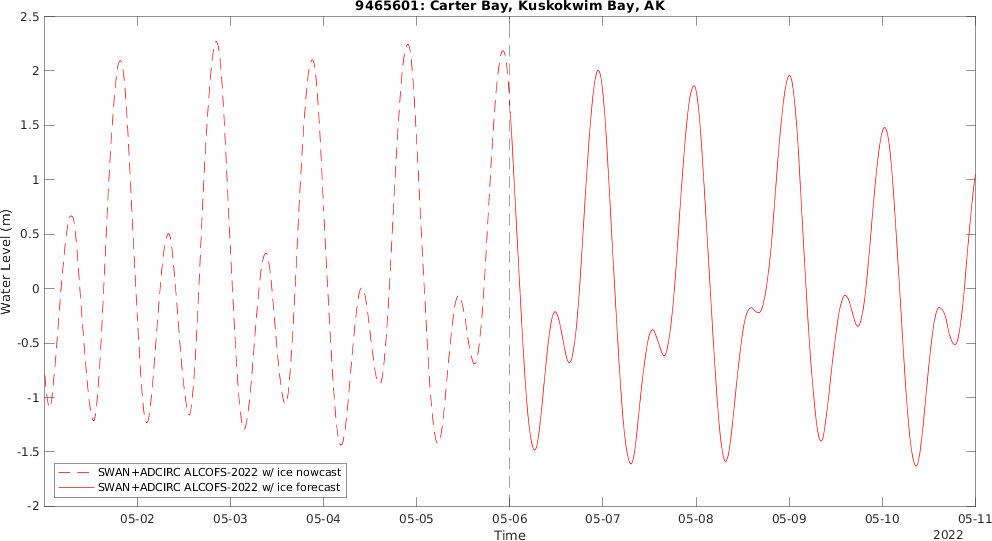 9465601: Carter Bay, Kuskokwim Bay, AK
2.5
2
1.5
1
0.5
0
-0.5
-1
-1.5
-2
Water Level (m)
SWAN+ADCIRC ALCOFS-2022 w/ ice nowcast
SWAN+ADCIRC ALCOFS-2022 w/ ice forecast
05-02 05-03 05-04 05-05 05-06 05-07 05-08 05-09 05-10 05-11
Time
2022